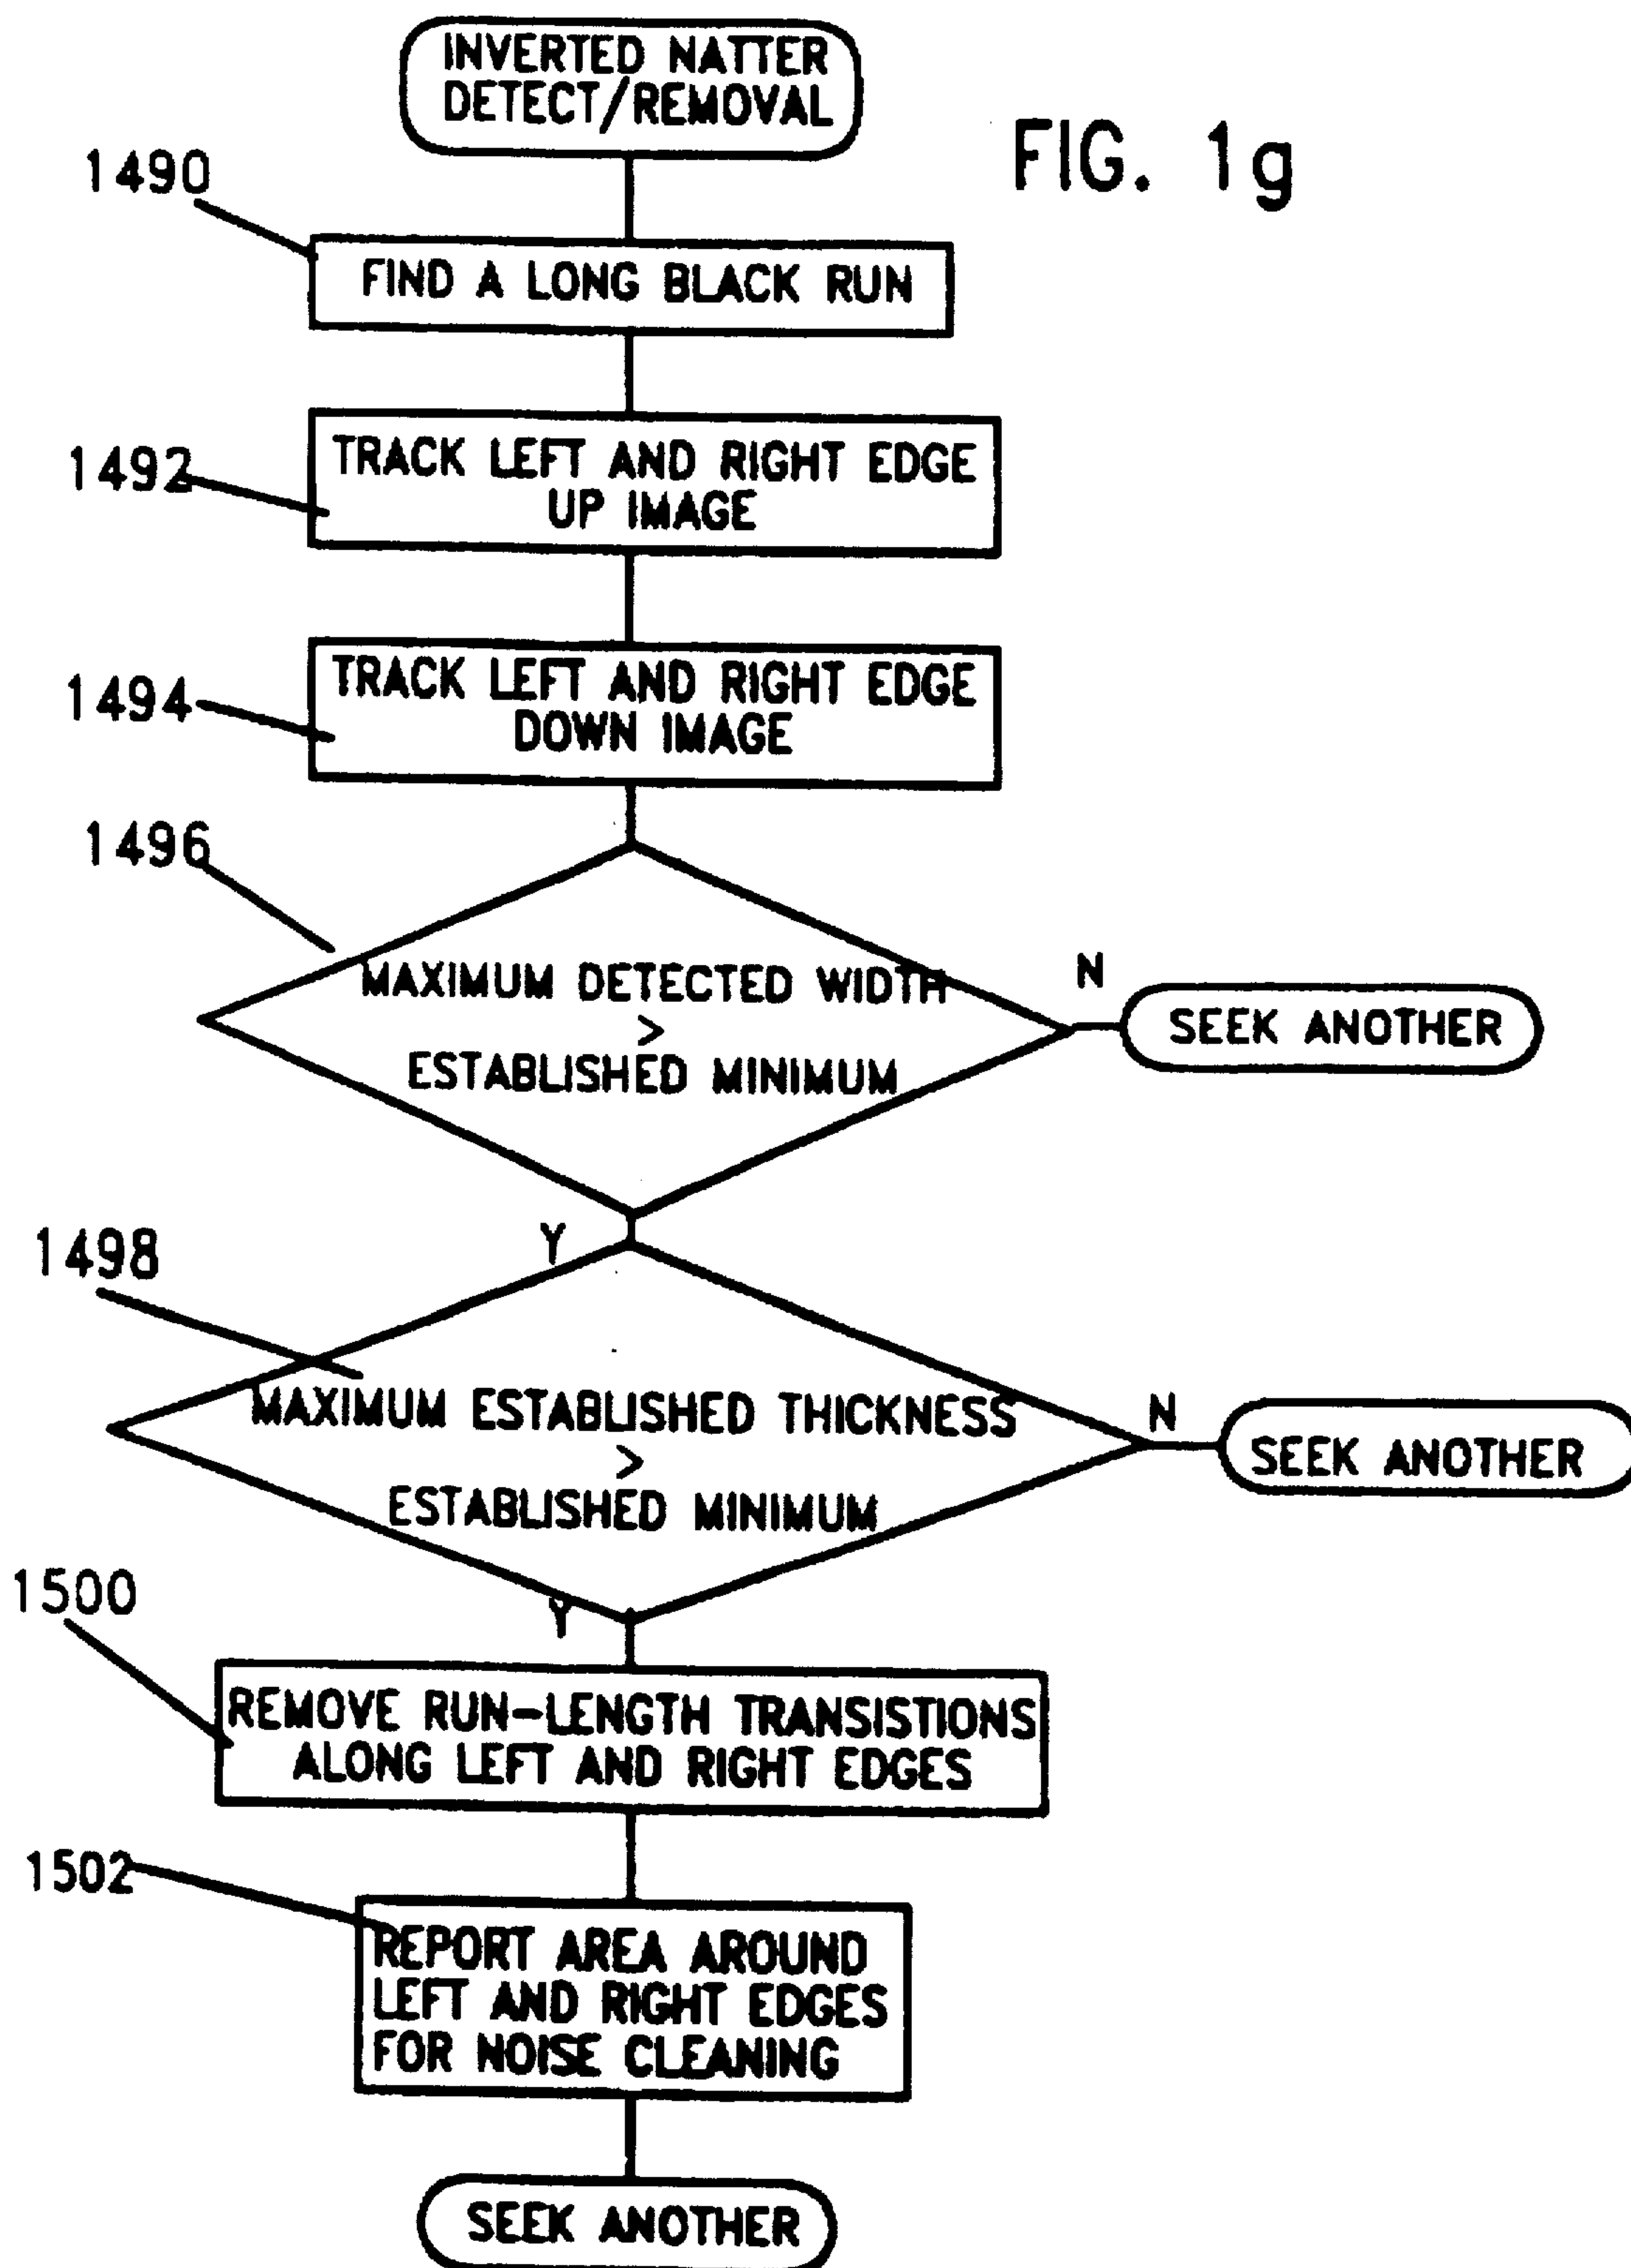 INVERTED NATTER
DETECT/REMOVAL
FIG. 1g
1490
FIND A LONG BLACK RUN
1492
TRACK LEFT AND RIGHT EDGE
UP IMAGE
1494
TRACK LEFT AND RIGHT EDGE
DOWN IMAGE
1496
MAXIMUM DETECTED WIDTH
>
ESTABLISHED MINIMUM
N
SEEK ANOTHER
Y
1498
MAXIMUM ESTABLISHED THICKNESS
>
ESTABLISHED MINIMUM
N
SEEK ANOTHER
Y
1500
REMOVE RUN-LENGTH TRANSISTIONS
ALONG LEFT AND RIGHT EDGES
1502
REPORT AREA AROUND
LEFT AND RIGHT EDGES
FOR NOISE CLEANING
SEEK ANOTHER